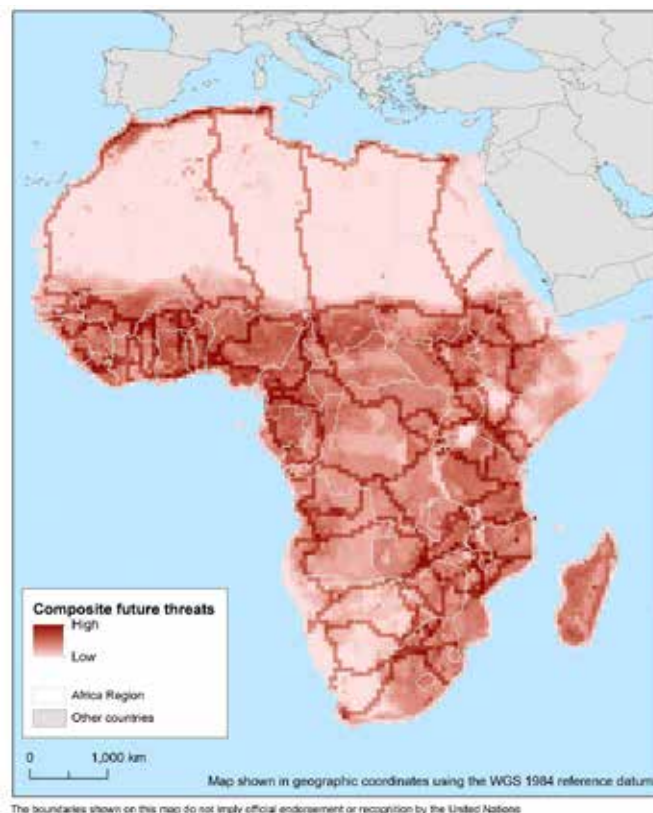 Composite future threats
High
Low
Africa Region
Other countries
0 1,000 km
Map shown in geographic coordinates using the WGS 1984 reference datum
The boundaries shown on this map do not imply official endorsement or recognition by the United Nations